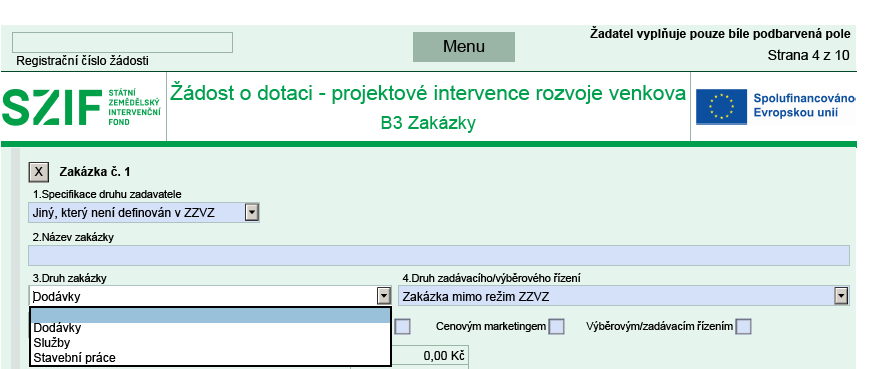 Žadatel vyplňuje pouze bíle podbarvená pole
Registrační číslo žádosti
Menu
Strana 4 z 10
SZIF STÁTNÍ ZEMĚDĚLSKÝ INTERVENČNÍ FOND
Žádost o dotaci - projektové intervence rozvoje venkova
B3 Zakázky
Spolufinancováno
Evropskou unií
X Zakázka č. 1
1.Specifikace druhu zadavatele
Jiný, který není definován v ZZVZ
2.Název zakázky
3.Druh zakázky 4.Druh zadávacího/výběrového řízení
Dodávky Zakázka mimo režim ZZVZ
Cenovým marketingem Výběrovým/zadávacím řízením
Dodávky
Služby
Stavební práce
0,00 Kč